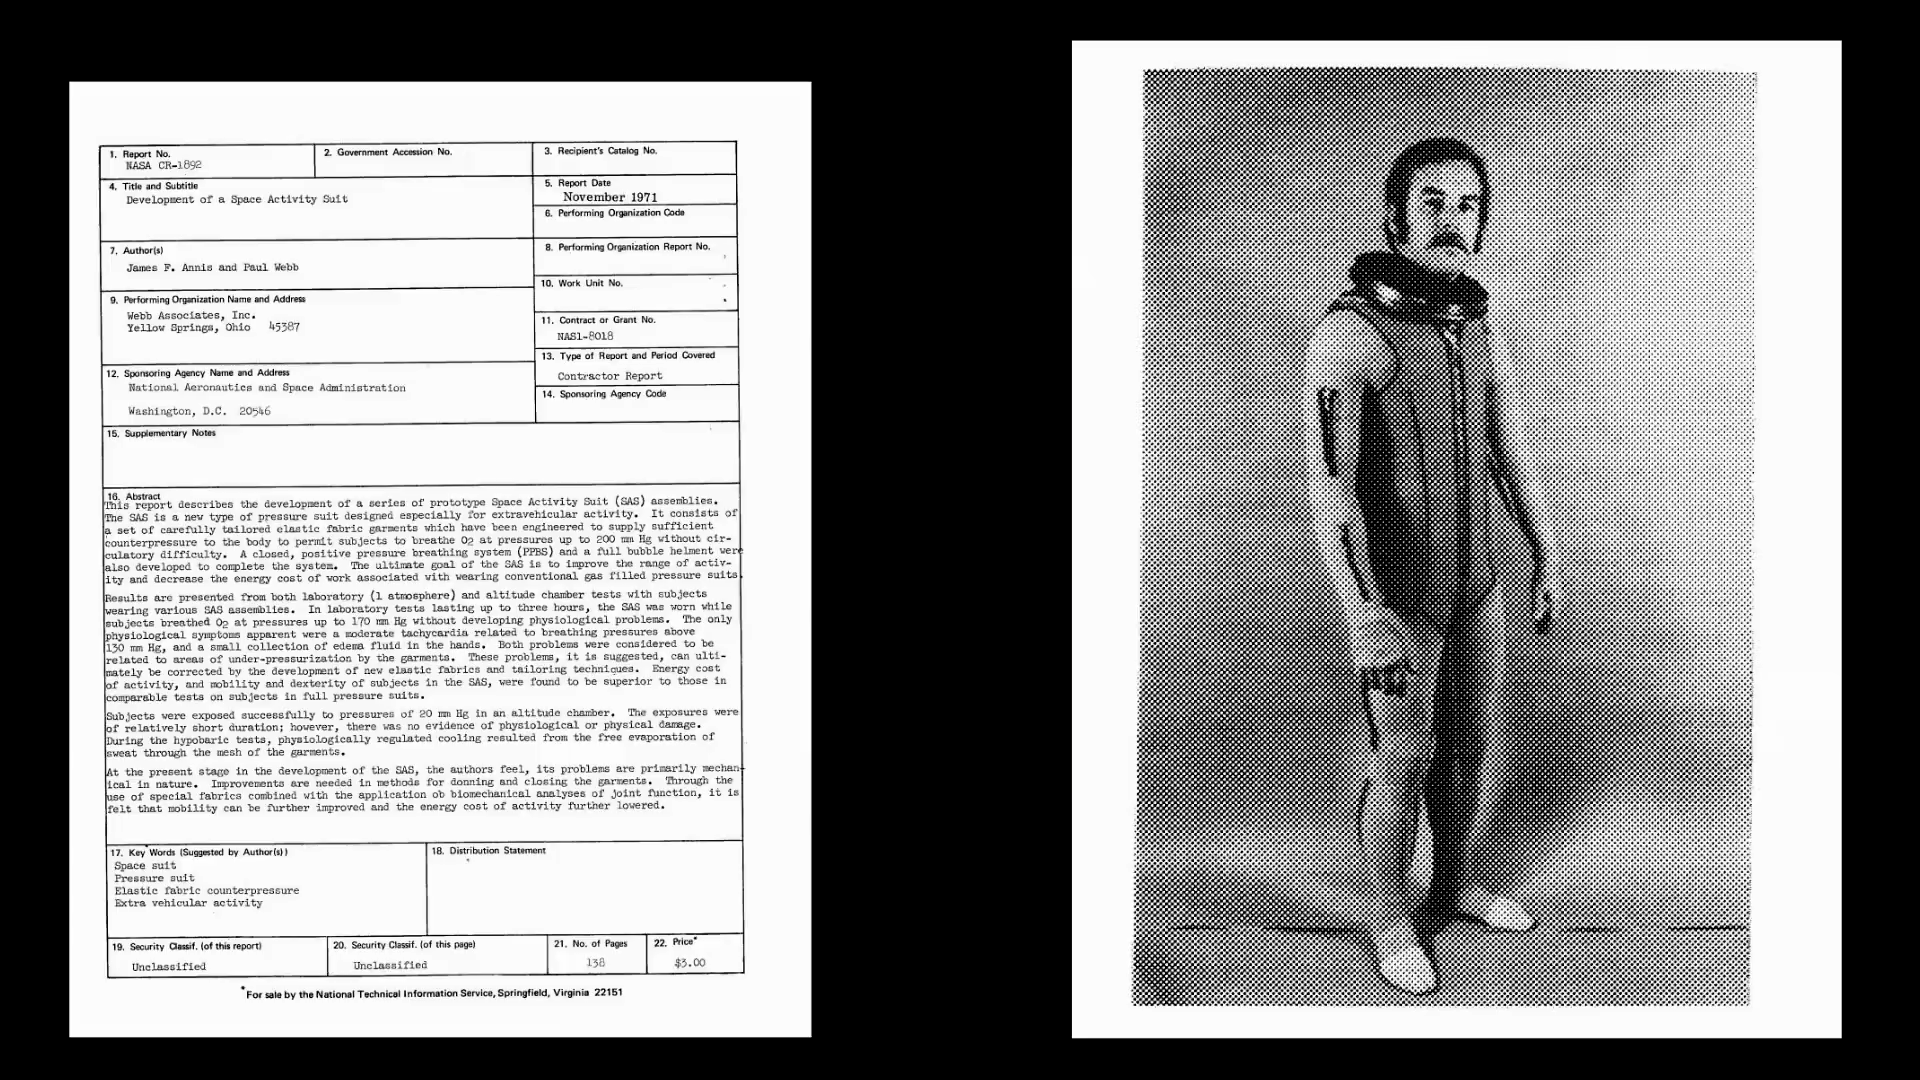 1. Report No.
NASA CR-1892
2. Government Accession No.
3. Recipient's Catalog No.
4. Title and Subtitle
Development of a Space Activity Suit
5. Report Date
November 1971
6. Performing Organization Code
7. Author(s)
James F. Annis and Paul Webb
8. Performing Organization Report No.
9. Performing Organization Name and Address
Webb Associates, Inc.
Yellow Springs, Ohio 45387
10. Work Unit No.
11. Contract or Grant No.
NAS1-8018
12. Sponsoring Agency Name and Address
National Aeronautics and Space Administration
Washington, D.C. 20546
13. Type of Report and Period Covered
Contractor Report
14. Sponsoring Agency Code
15. Supplementary Notes
16. Abstract
This report describes the development of a series of prototype Space Activity Suit (SAS) assemblies.
The SAS is a new type of pressure suit designed especially for extravehicular activity. It consists of
a set of carefully tailored elastic fabric garments which have been engineered to supply sufficient
counterpressure to the body to permit subjects to breathe O2 at pressures up to 200 mm Hg without cir-
culatory difficulty. A closed, positive pressure breathing system (PPBS) and a full bubble helment were
also developed to complete the system. The ultimate goal of the SAS is to improve the range of activ-
ity and decrease the energy cost of work associated with wearing conventional gas filled pressure suits.
Results are presented from both laboratory (1 atmosphere) and altitude chamber tests with subjects
wearing various SAS assemblies. In laboratory tests lasting up to three hours, the SAS was worn while
subjects breathed O2 at pressures up to 170 mm Hg without developing physiological problems. The only
physiological symptoms apparent were a moderate tachycardia related to breathing pressures above
130 mm Hg, and a small collection of edema fluid in the hands. Both problems were considered to be
related to areas of under-pressurization by the garments. These problems, it is suggested, can ulti-
mately be corrected by the development of new elastic fabrics and tailoring techniques. Energy cost
of activity, and mobility and dexterity of subjects in the SAS, were found to be superior to those in
comparable tests on subjects in full pressure suits.
Subjects were exposed successfully to pressures of 20 mm Hg in an altitude chamber. The exposures were
of relatively short duration; however, there was no evidence of physiological or physical damage.
During the hypobaric tests, physiologically regulated cooling resulted from the free evaporation of
sweat through the mesh of the garments.
At the present stage in the development of the SAS, the authors feel, its problems are primarily mechan-
ical in nature. Improvements are needed in methods for donning and closing the garments. Through the
use of special fabrics combined with the application ob biomechanical analyses of joint function, it is
felt that mobility can be further improved and the energy cost of activity further lowered.
17. Key Words (Suggested by Author(s))
Space suit
Pressure suit
Elastic fabric counterpressure
Extra vehicular activity
18. Distribution Statement
19. Security Classif. (of this report)
Unclassified
20. Security Classif. (of this page)
Unclassified
21. No. of Pages
138
22. Price*
$3.00
*For sale by the National Technical Information Service, Springfield, Virginia 22151